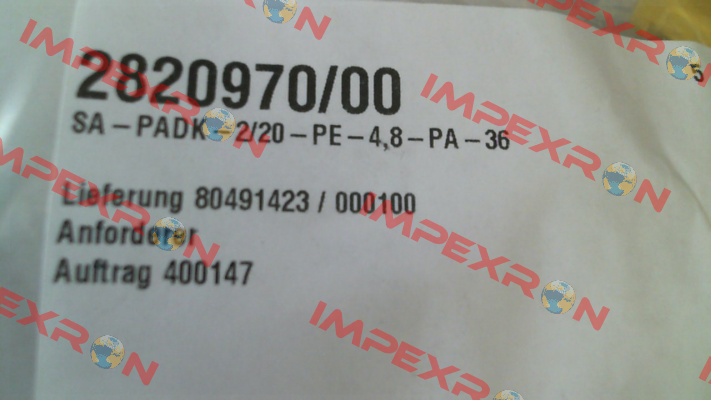 2820970/00
5
SA-PADK-2/20-PE-4,8-PA-36
Lieferung 80491423 / 000100
Anforderer
Auftrag 400147
IMPEXRON
IMPEXRON
IMPEXRON
IMPEXRON
IMPEXRON
IMPEXRON